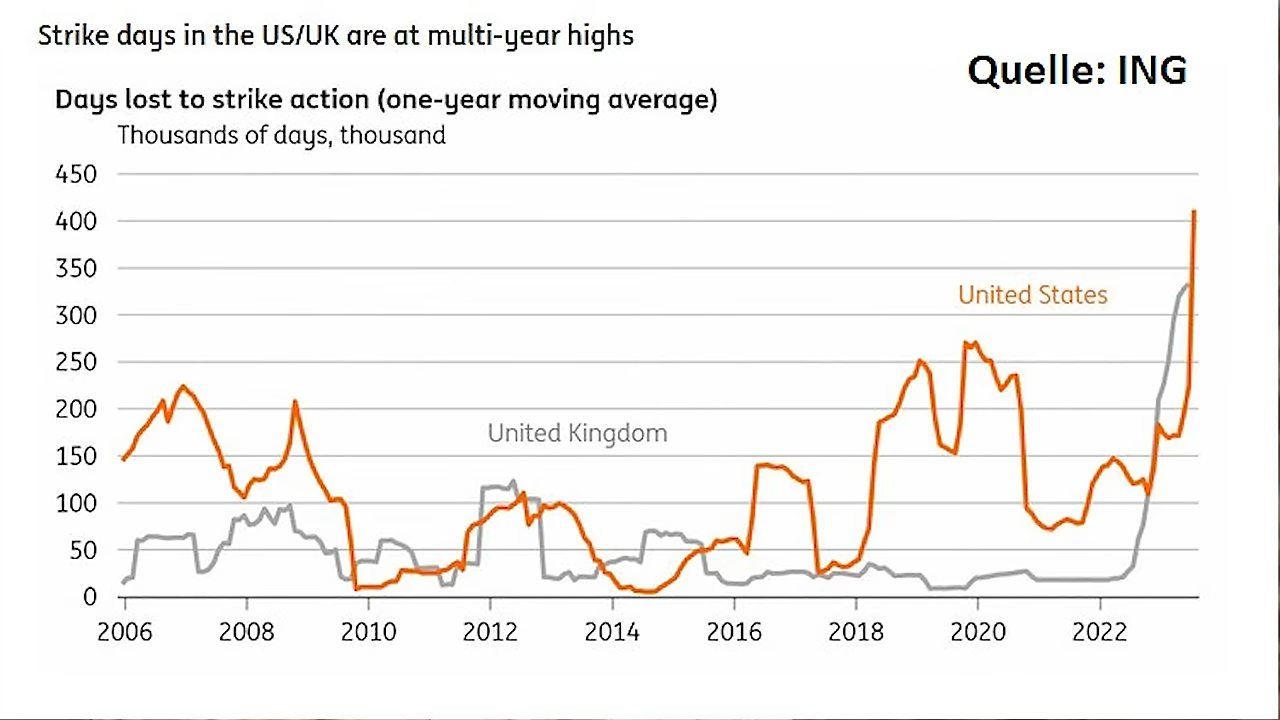 Strike days in the US/UK are at multi-year highs
Quelle: ING
Days lost to strike action (one-year moving average)
Thousands of days, thousand
450
400
350
300
250
200
150
100
50
0
United States
United Kingdom
2006 2008 2010 2012 2014 2016 2018 2020 2022